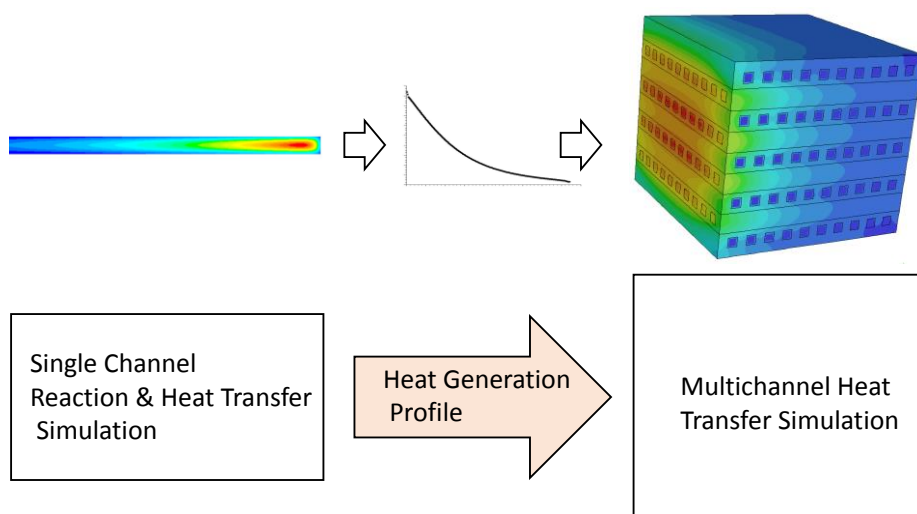 Single Channel
Reaction & Heat Transfer
Simulation
Heat Generation
Profile
Multichannel Heat
Transfer Simulation